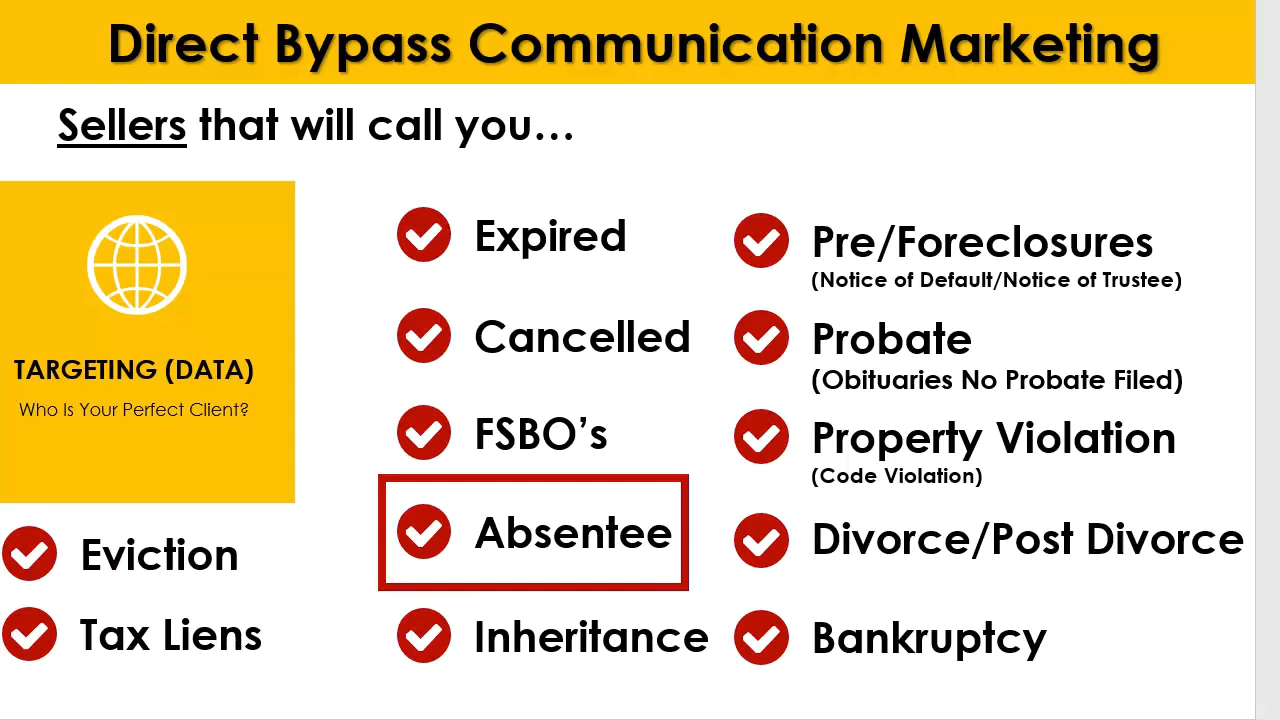 Direct Bypass Communication Marketing
Sellers that will call you…
TARGETING (DATA)
Who Is Your Perfect Client?
Eviction
Tax Liens
Expired
Cancelled
FSBO’s
Absentee
Inheritance
Pre/Foreclosures
(Notice of Default/Notice of Trustee)
Probate
(Obituaries No Probate Filed)
Property Violation
(Code Violation)
Divorce/Post Divorce
Bankruptcy